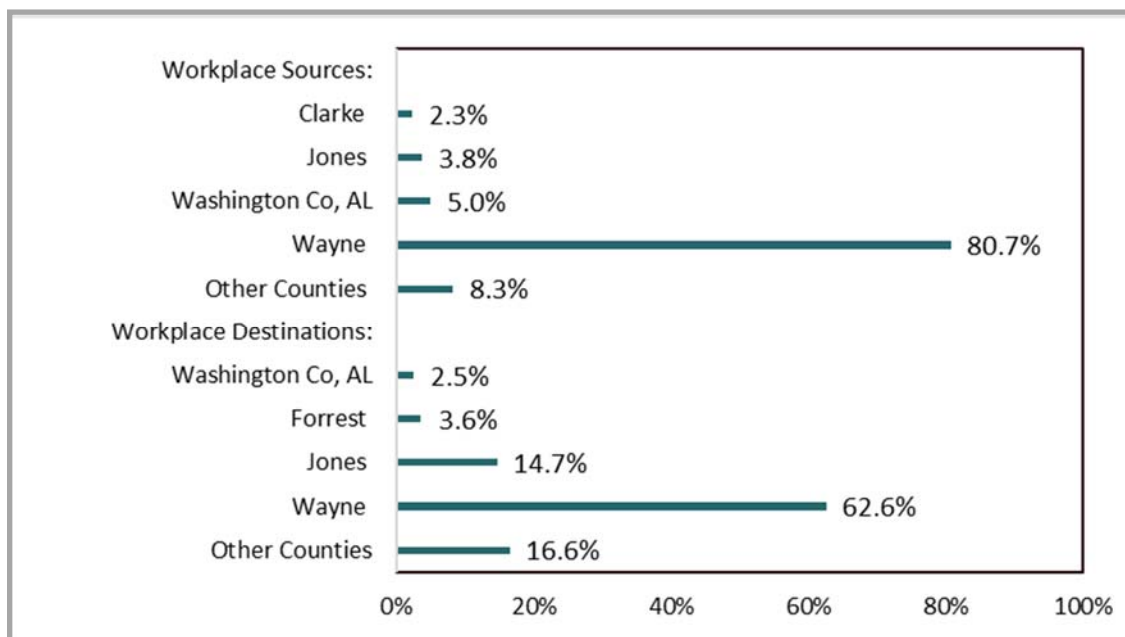 Workplace Sources:
Clarke 2.3%
Jones 3.8%
Washington Co, AL 5.0%
Wayne 80.7%
Other Counties 8.3%
Workplace Destinations:
Washington Co, AL 2.5%
Forrest 3.6%
Jones 14.7%
Wayne 62.6%
Other Counties 16.6%
0% 20% 40% 60% 80% 100%